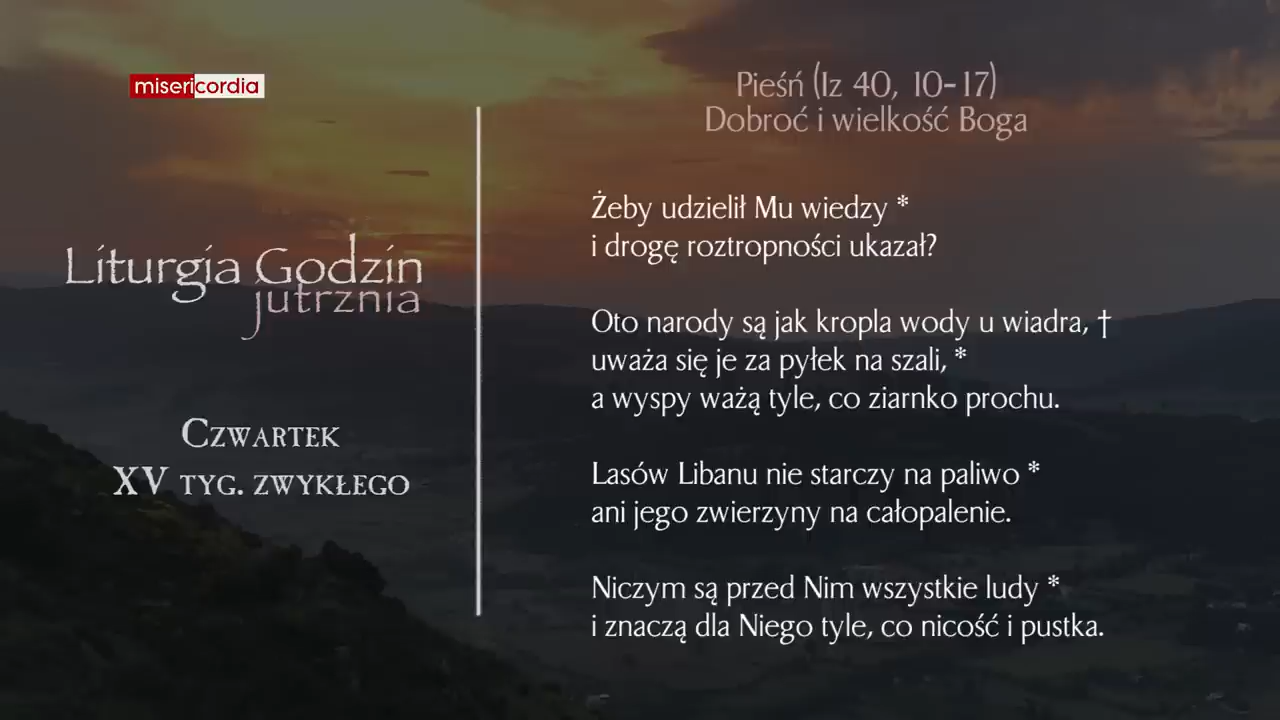 misericordia
Liturgia Godzin
jutrznia
Czwartek
XV tyg. zwykłego
Pieśń (Iz 40, 10-17)
Dobroć i wielkość Boga
Żeby udzielił Mu wiedzy *
i drogę roztropności ukazał?
Oto narody są jak kropla wody u wiadra, †
uważa się je za pyłek na szali, *
a wyspy ważą tyle, co ziarnko prochu.
Lasów Libanu nie starczy na paliwo *
ani jego zwierzyny na całopalenie.
Niczym są przed Nim wszystkie ludy *
i znaczą dla Niego tyle, co nicość i pustka.